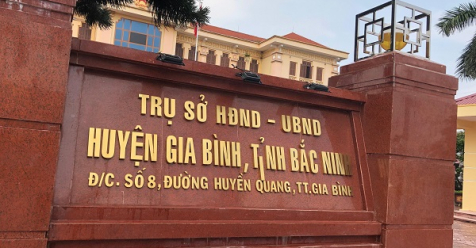 TRỤ SỞ HĐND - UBND
HUYỆN GIA BÌNH, TỈNH BẮC NINH
Đ/C. SỐ 8, ĐƯỜNG HUYỀN QUANG, TT. GIA BÌNH